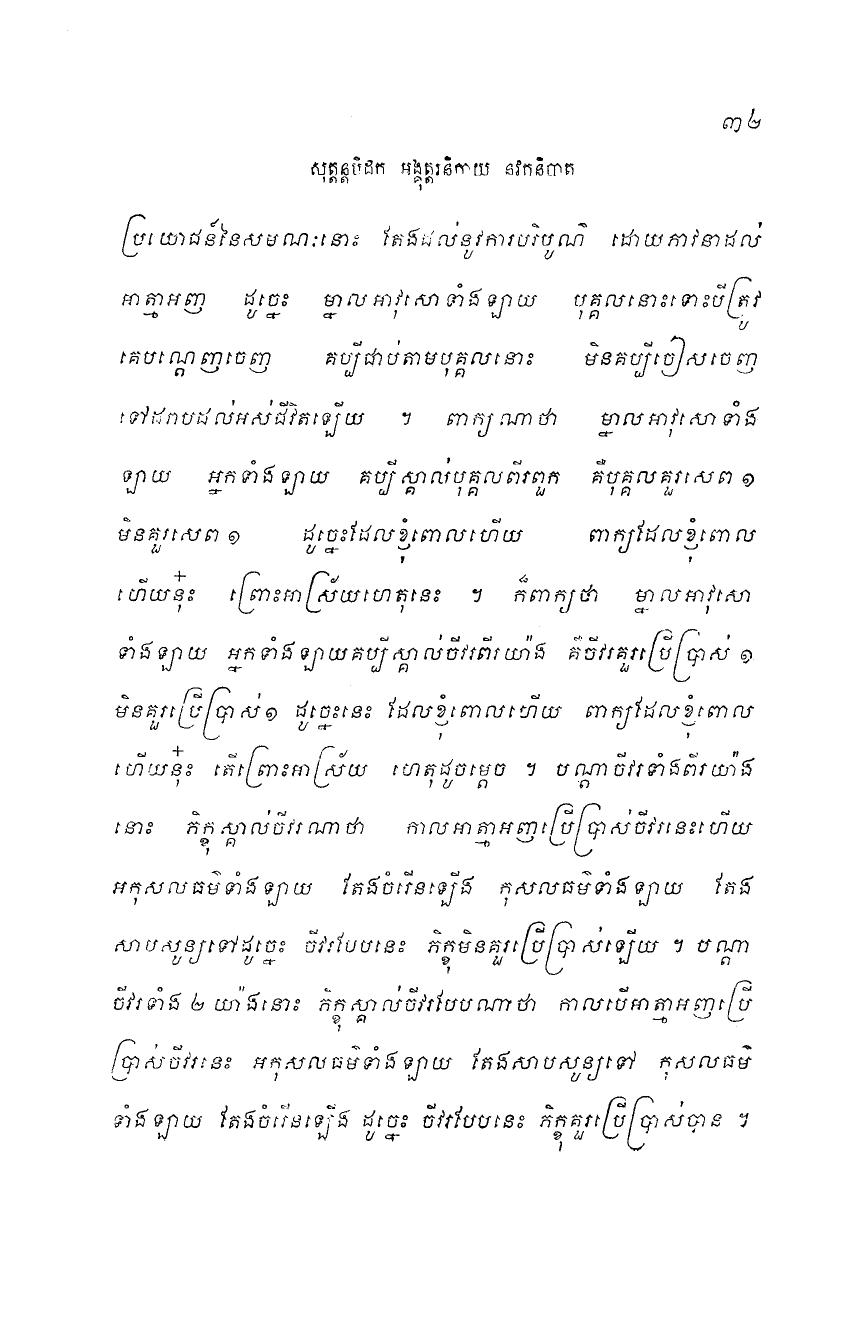 ៣២
សុត្តន្តបិដក អង្គុត្តរនិកាយ នវកនិបាត
ប្រយោជន៍នៃសមណៈនោះ តែងដល់នូវការបរិបូណ៌ ដោយភាវនាដល់
អាត្មាអញ ដូច្នេះ ម្នាលអាវុសោទាំងឡាយ បុគ្គលនោះទោះបីត្រូវ
គេបណ្តេញចេញ គប្បីជាប់តាមបុគ្គលនោះ មិនគប្បីចៀសចេញ
ទៅដរាបដល់អស់ជីវិតឡើយ ។ ពាក្យណាថា ម្នាលអាវុសោទាំង
ឡាយ អ្នកទាំងឡាយ គប្បីស្គាល់បុគ្គលពីរពួក គឺបុគ្គលគួរសេព ១
មិនគួរសេព ១ ដូច្នេះដែលខ្ញុំពោលហើយ ពាក្យដែលខ្ញុំពោល
ហើយនុ៎ះ ព្រោះអាស្រ័យហេតុនេះ ។ ក៏ពាក្យថា ម្នាលអាវុសោ
ទាំងឡាយ អ្នកទាំងឡាយគប្បីស្គាល់ចីវរពីរយ៉ាង គឺចីវរគួរប្រើប្រាស់ ១
មិនគួរប្រើប្រាស់១ ដូច្នេះនេះ ដែលខ្ញុំពោលហើយ ពាក្យដែលខ្ញុំពោល
ហើយនុ៎ះ តើព្រោះអាស្រ័យ ហេតុដូចម្តេច ។ បណ្តាចីវរទាំងពីរយ៉ាង
នោះ ភិក្ខុស្គាល់ចីវរណាថា កាលអាត្មាអញប្រើប្រាស់ចីវរនេះហើយ
អកុសលធម៌ទាំងឡាយ តែងចំរើនឡើង កុសលធម៌ទាំងឡាយ តែង
សាបសូន្យទៅដូច្នេះ ចីវរបែបនេះ ភិក្ខុមិនគួរប្រើប្រាស់ឡើយ ។ បណ្តា
ចីវរទាំង ២ យ៉ាងនោះ ភិក្ខុស្គាល់ចីវរបែបណាថា កាលបើអាត្មាអញប្រើ
ប្រាស់ចីវរនេះ អកុសលធម៌ទាំងឡាយ តែងសាបសូន្យទៅ កុសលធម៌
ទាំងឡាយ តែងចំរើនឡើង ដូច្នេះ ចីវរបែបនេះ ភិក្ខុគួរប្រើប្រាស់បាន ។